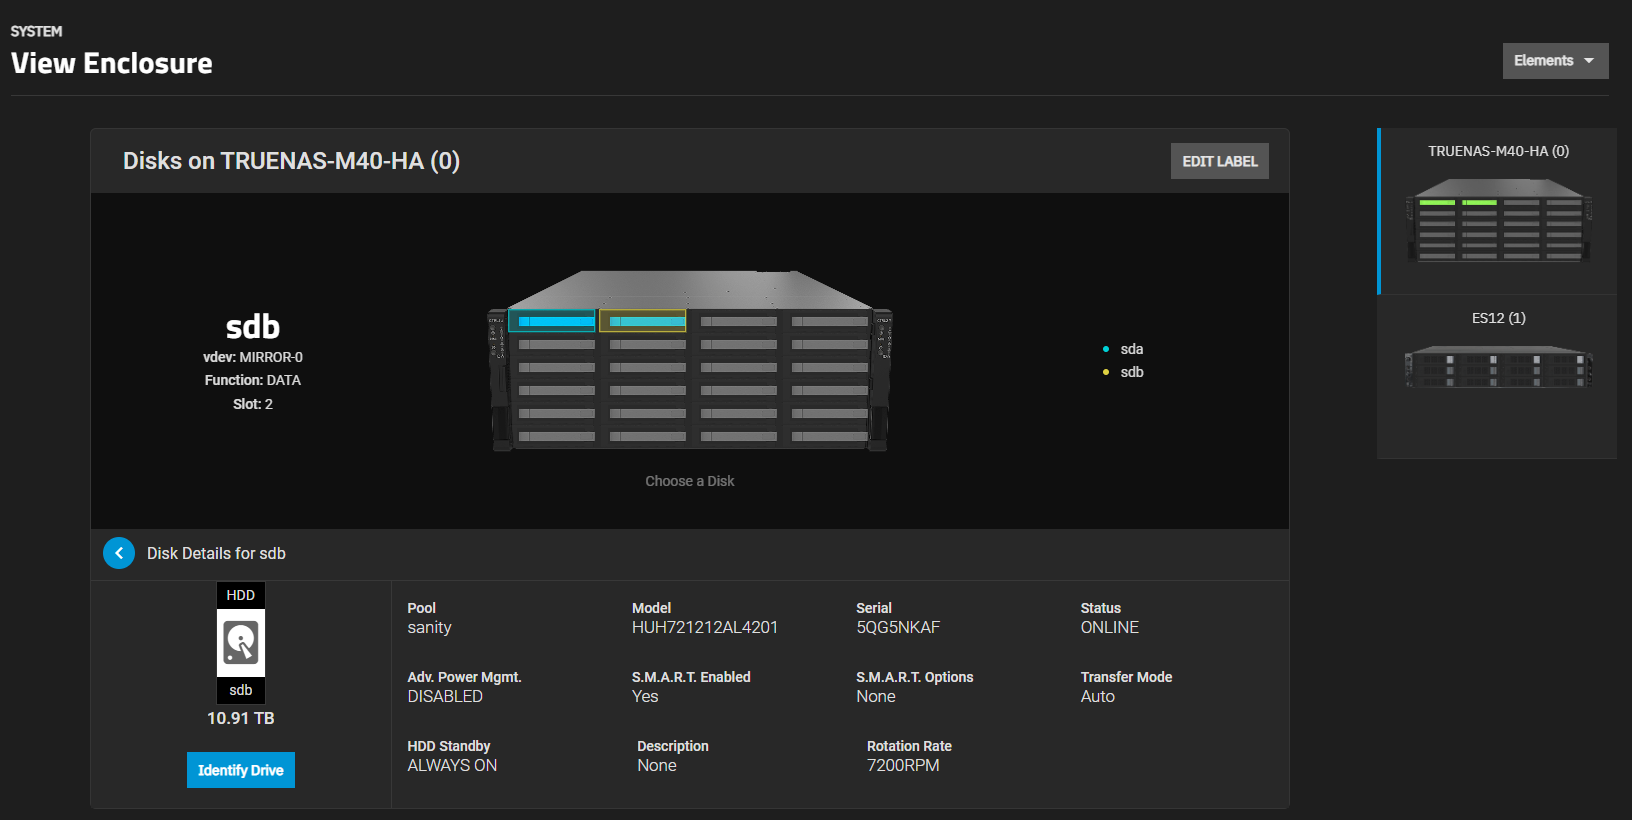 SYSTEM
View Enclosure
Elements
Disks on TRUENAS-M40-HA (0)
EDIT LABEL
sdb
vdev: MIRROR-0
Function: DATA
Slot: 2
sda
sdb
Choose a Disk
TRUENAS-M40-HA (0)
ES12 (1)
Disk Details for sdb
HDD
sdb
10.91 TB
Identify Drive
Pool
sanity
Model
HUH721212AL4201
Serial
5QG5NKAF
Status
ONLINE
Adv. Power Mgmt.
DISABLED
S.M.A.R.T. Enabled
Yes
S.M.A.R.T. Options
None
Transfer Mode
Auto
HDD Standby
ALWAYS ON
Description
None
Rotation Rate
7200RPM